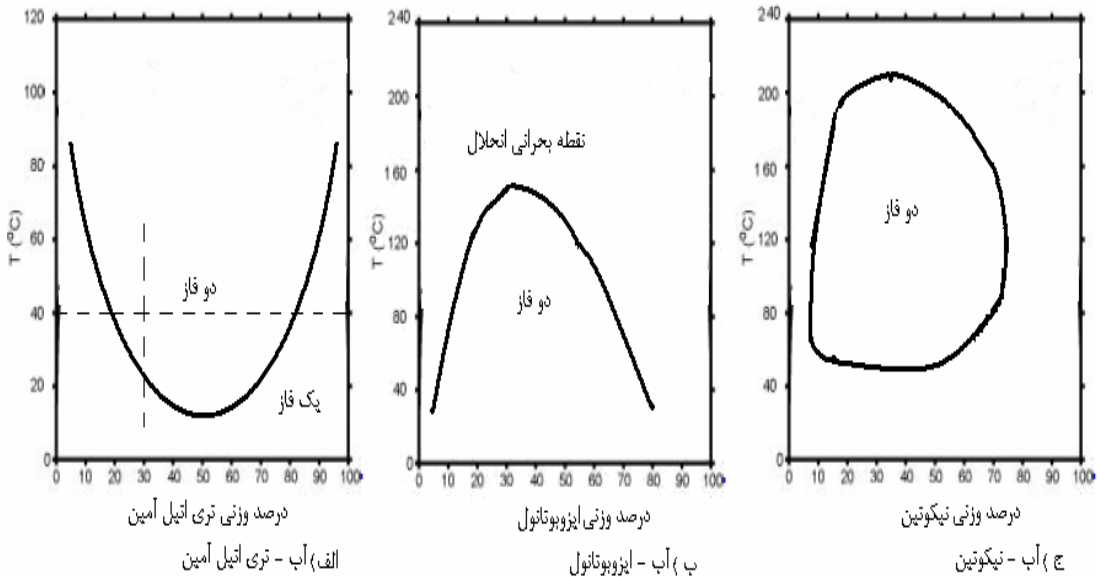 120
100
80
60
40
20
0
T (°C)
دو فاز
یک فاز
0 10 20 30 40 50 60 70 80 90 100
درصد وزنی تری اتیل آمین
الف ) آب - تری اتیل آمین
240
200
160
120
80
40
0
T (°C)
نقطه بحرانی انحلال
دو فاز
0 10 20 30 40 50 60 70 80 90 100
درصد وزنی ایزوبوتانول
ب ) آب - ایزوبوتانول
240
200
160
120
80
40
0
T (°C)
دو فاز
0 10 20 30 40 50 60 70 80 90 100
درصد وزنی نیکوتین
ج ) آب - نیکوتین